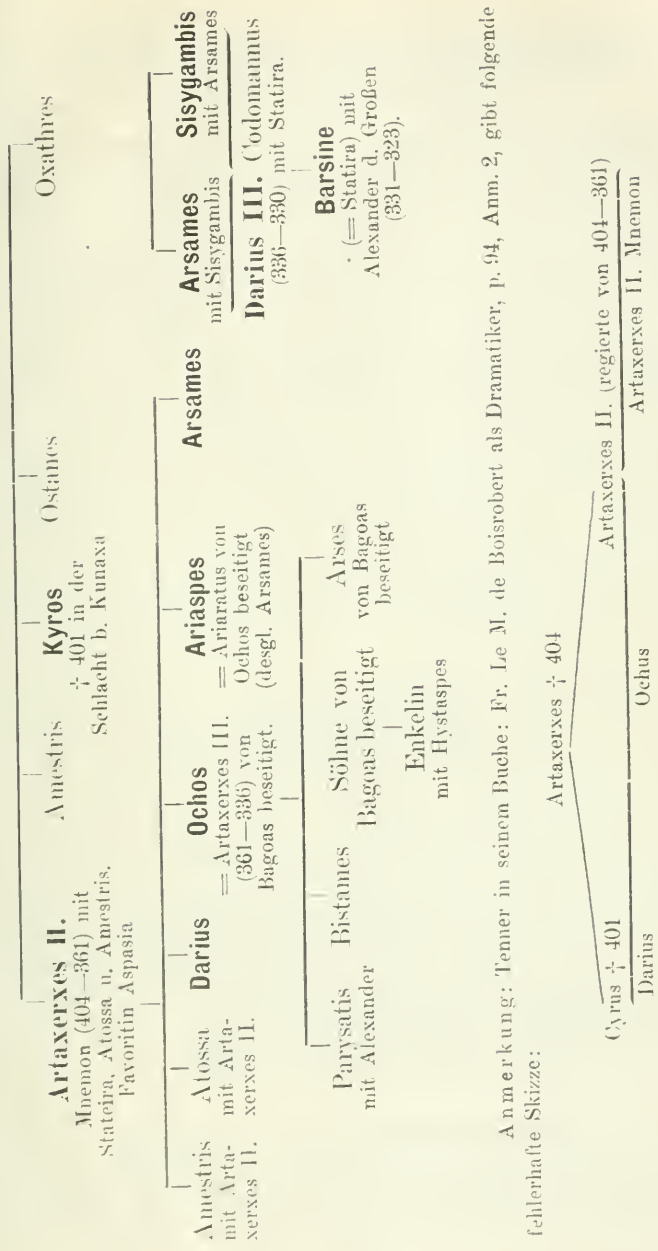 Artaxerxes II.
Mnemon (404—361) mit
Stateira, Atossa u. Amestris.
Favoritin Aspasia
Amestris
Kyros
† 401 in der
Schlacht b. Kunaxa
Ostanes
Oxathres
Amestris
mit Arta-
xerxes II.
Atossa
mit Arta-
xerxes II.
Darius
Ochos
= Artaxerxes III.
(361—336) von
Bagoas beseitigt.
Ariaspes
= Ariaratus von
Ochos beseitigt
(desgl. Arsames)
Arsames
Arsames
mit Sisygambis
Sisygambis
mit Arsames
Darius III. Codomannus
(336—330) mit Statira.
Barsine
(= Statira) mit
Alexander d. Großen
(331—323).
Parysatis
mit Alexander
Bistames
Söhne von
Bagoas beseitigt
Enkelin
mit Hystaspes
Arses
von Bagoas
beseitigt
Anmerkung: Tenner in seinem Buche: Fr. Le M. de Boisrobert als Dramatiker, p. 94, Anm. 2, gibt folgende
fehlerhafte Skizze:
Artaxerxes † 404
Cyrus † 401
Artaxerxes II. (regierte von 404—361)
Darius
Ochus
Artaxerxes II. Mnemon